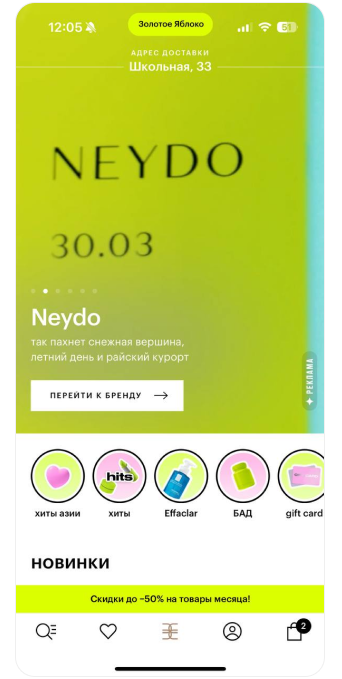 12:05
Золотое Яблоко
51
АДРЕС ДОСТАВКИ
Школьная, 33
NEYDO
30.03
Neydo
так пахнет снежная вершина,
летний день и райский курорт
ПЕРЕЙТИ К БРЕНДУ
РЕКЛАМА
hits
хиты азии
хиты
Effaclar
БАД
gift card
НОВИНКИ
Скидки до −50% на товары месяца!
2